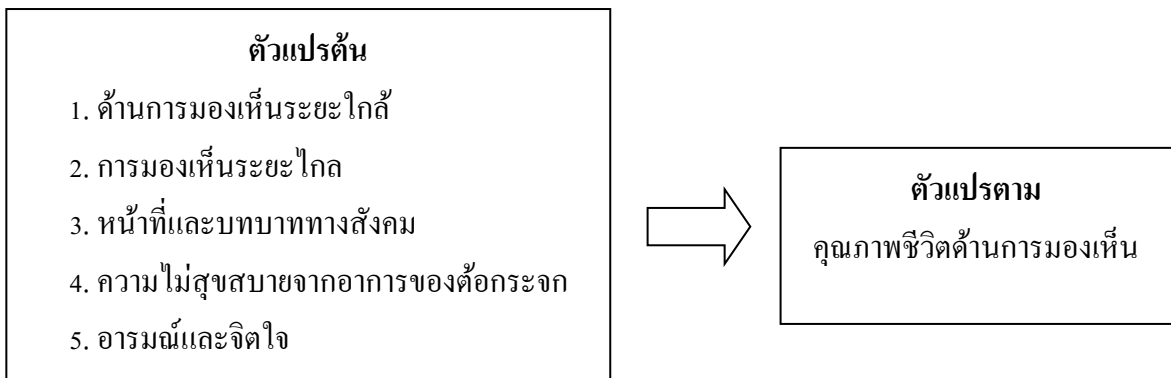 ตัวแปรต้น
1. ด้านการมองเห็นระยะใกล้
2. การมองเห็นระยะไกล
3. หน้าที่และบทบาททางสังคม
4. ความไม่สุขสบายจากอาการของต้อกระจก
5. อารมณ์และจิตใจ
ตัวแปรตาม
คุณภาพชีวิตด้านการมองเห็น